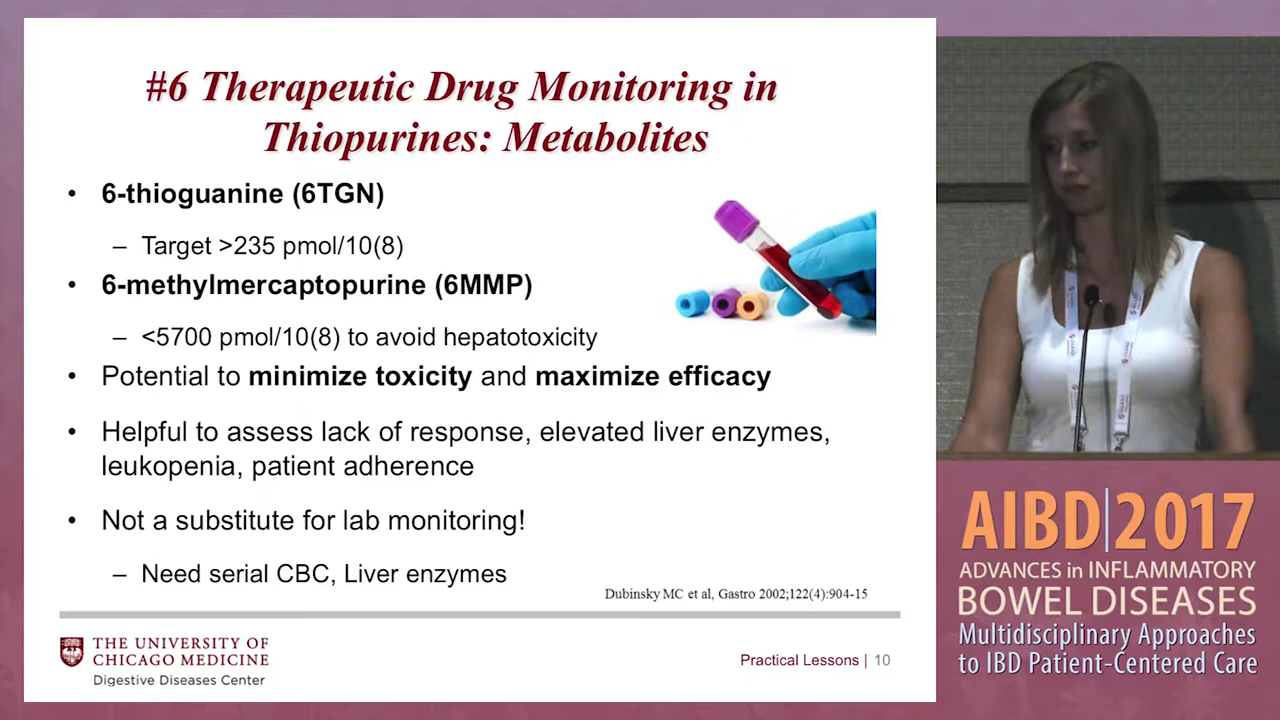 #6 Therapeutic Drug Monitoring in
Thiopurines: Metabolites
• 6-thioguanine (6TGN)
– Target >235 pmol/10(8)
• 6-methylmercaptopurine (6MMP)
– <5700 pmol/10(8) to avoid hepatotoxicity
• Potential to minimize toxicity and maximize efficacy
• Helpful to assess lack of response, elevated liver enzymes,
leukopenia, patient adherence
• Not a substitute for lab monitoring!
– Need serial CBC, Liver enzymes
Dubinsky MC et al, Gastro 2002;122(4):904-15
THE UNIVERSITY OF
CHICAGO MEDICINE
Digestive Diseases Center
Practical Lessons | 10
AIBD|2017
ADVANCES in INFLAMMATORY
BOWEL DISEASES
Multidisciplinary Approaches
to IBD Patient-Centered Care